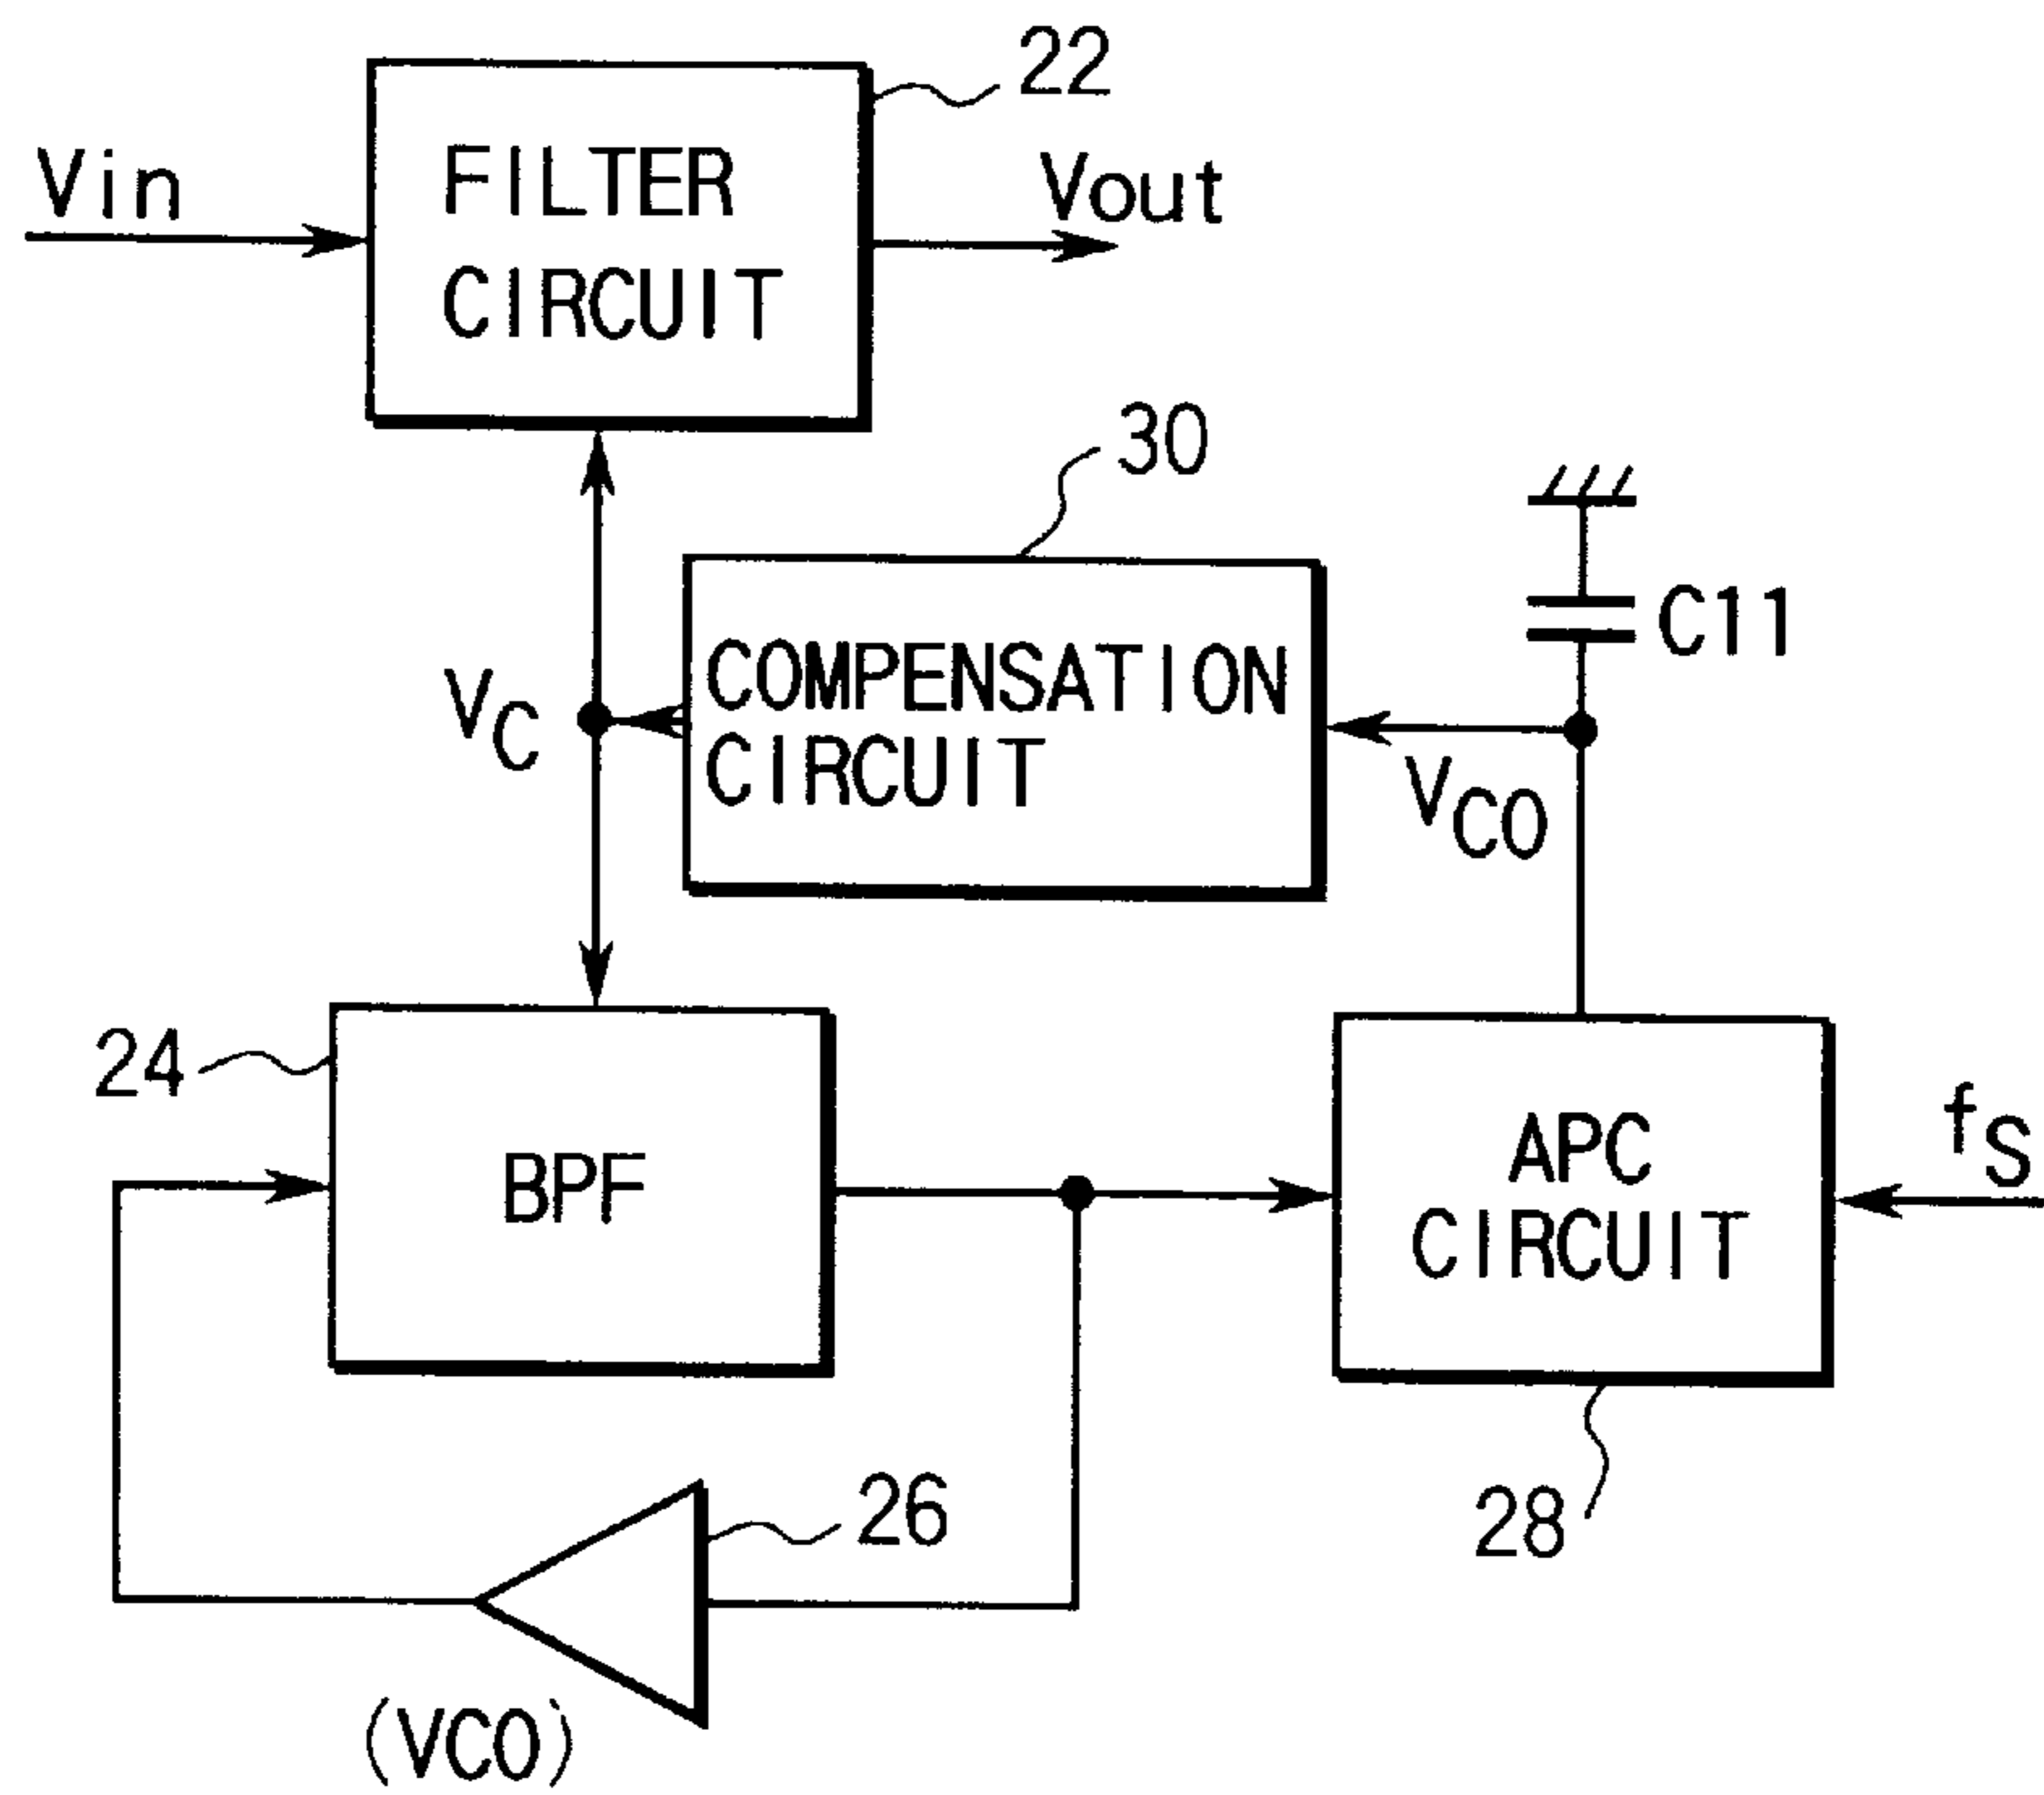 22
Vin
FILTER
CIRCUIT
Vout
30
C11
COMPENSATION
CIRCUIT
VC
VCO
24
BPF
APC
CIRCUIT
fS
26
28
(VCO)